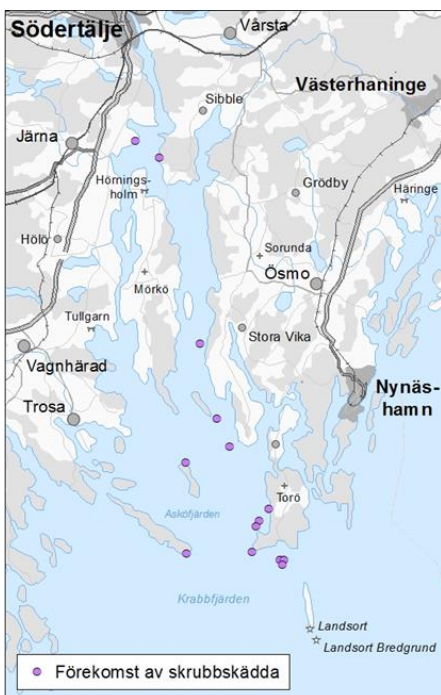 Södertälje
Vårsta
Västerhaninge
Sibble
Järna
Hörnings-
holm
Grödby
Häringe
Hölö
Sorunda
Ösmo
Mörkö
Tullgarn
Stora Vika
Vagnhärad
Nynäs-
hamn
Trosa
Torö
Asköfjärden
Krabbfjärden
Landsort
Landsort Bredgrund
Förekomst av skrubbskädda